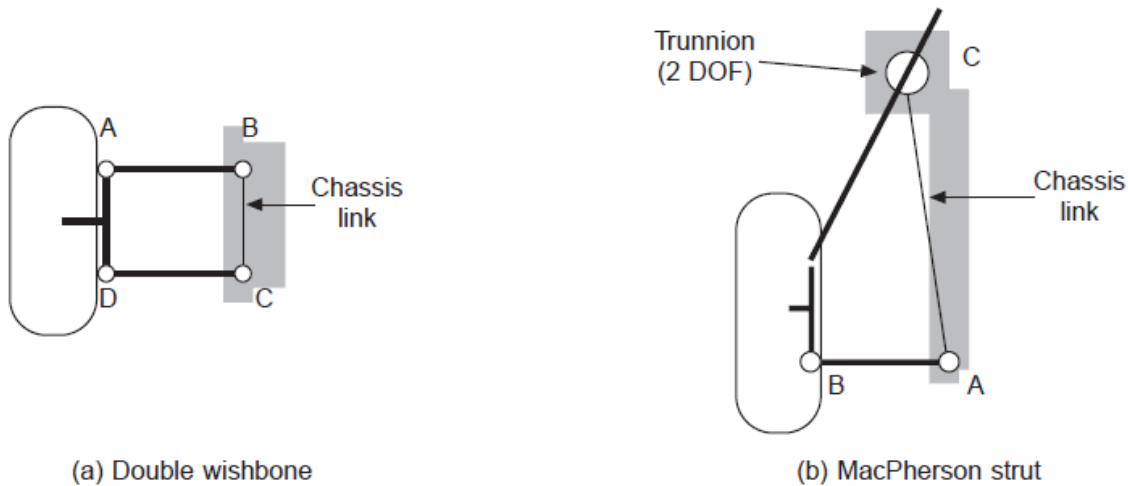 A
B
Chassis
link
D
C
(a) Double wishbone
Trunnion
(2 DOF)
C
Chassis
link
B
A
(b) MacPherson strut